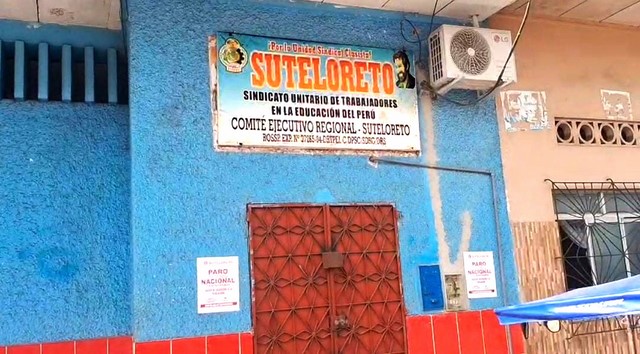 ¡Por la Unidad Sindical Clasista!
SUTELORETO
SINDICATO UNITARIO DE TRABAJADORES
EN LA EDUCACIÓN DEL PERÚ
COMITÉ EJECUTIVO REGIONAL - SUTELORETO
LG
PARO
NACIONAL
PARO
NACIONAL